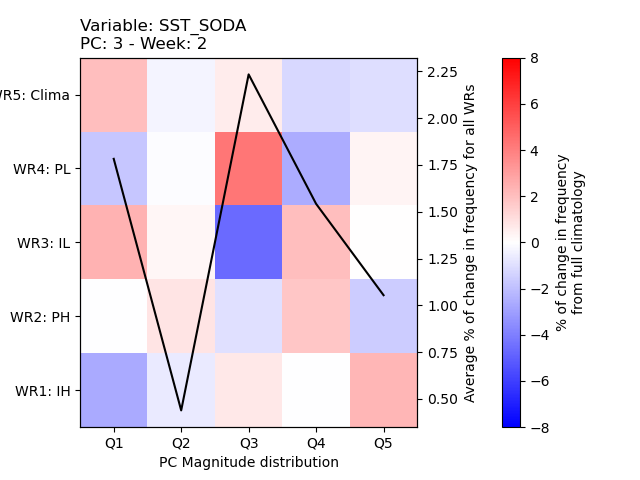 Variable: SST_SODA
PC: 3 - Week: 2
WR5: Clima
WR4: PL
WR3: IL
WR2: PH
WR1: IH
Q1 Q2 Q3 Q4 Q5
PC Magnitude distribution
2.25
2.00
1.75
1.50
1.25
1.00
0.75
0.50
Average % of change in frequency for all WRs
8
6
4
2
0
−2
−4
−6
−8
% of change in frequency
from full climatology